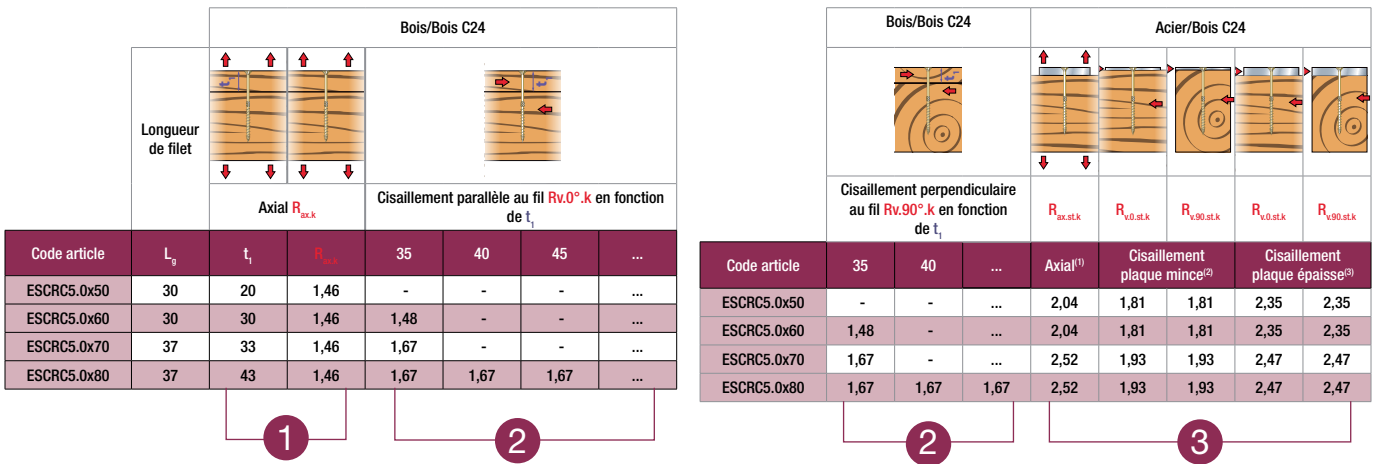 Bois/Bois C24
Longueur
de filet
Axial Rax.k
Cisaillement parallèle au fil Rv.0°.k en fonction
de t1
Code article Lg t1 Rax.k 35 40 45 ...
ESCRC5.0x50 30 20 1,46 - - - ...
ESCRC5.0x60 30 30 1,46 1,48 - - ...
ESCRC5.0x70 37 33 1,46 1,67 - - ...
ESCRC5.0x80 37 43 1,46 1,67 1,67 1,67 ...
1 2
Bois/Bois C24 Acier/Bois C24
Cisaillement perpendiculaire
au fil Rv.90°.k en fonction
de t1
Rax.st.k Rv.0.st.k Rv.90.st.k Rv.0.st.k Rv.90.st.k
Code article 35 40 ... Axial(1) Cisaillement
plaque mince(2) Cisaillement
plaque épaisse(3)
ESCRC5.0x50 - - ... 2,04 1,81 1,81 2,35 2,35
ESCRC5.0x60 1,48 - ... 2,04 1,81 1,81 2,35 2,35
ESCRC5.0x70 1,67 - ... 2,52 1,93 1,93 2,47 2,47
ESCRC5.0x80 1,67 1,67 1,67 2,52 1,93 1,93 2,47 2,47
2 3